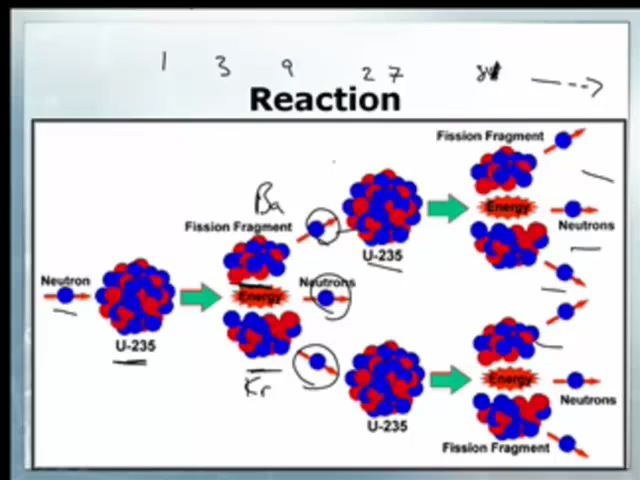 1 3 9 27 81
Reaction
Fission Fragment
Ba
Fission Fragment
Energy
Neutrons
U-235
Neutron
Energy
Neutrons
U-235
Kr
Energy
Neutrons
U-235
Fission Fragment